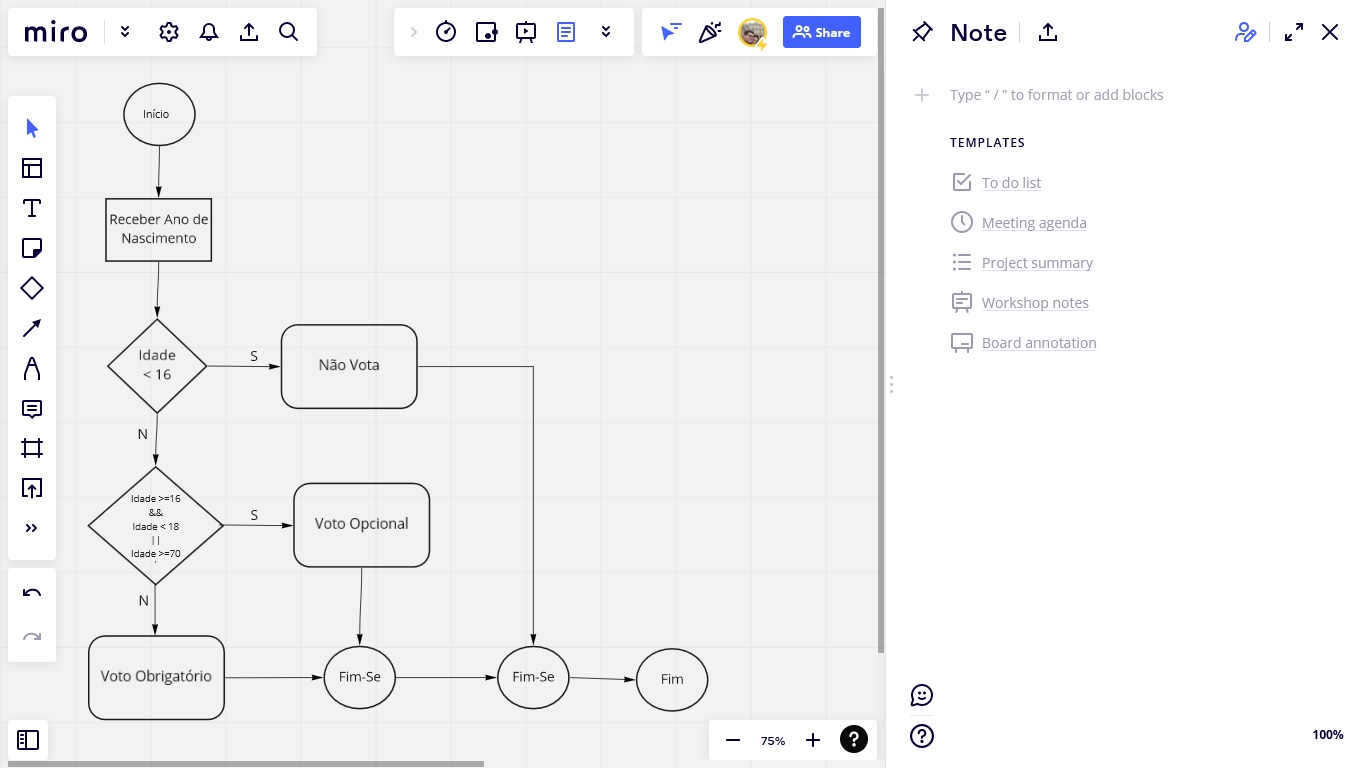 miro
Share
Início
Receber Ano de
Nascimento
Idade
< 16
S
Não Vota
N
Idade >=16
&&
Idade < 18
||
Idade >=70
S
Voto Opcional
N
Voto Obrigatório
Fim-Se
Fim-Se
Fim
75%
?
Note
Type “ / ” to format or add blocks
TEMPLATES
To do list
Meeting agenda
Project summary
Workshop notes
Board annotation
?
100%